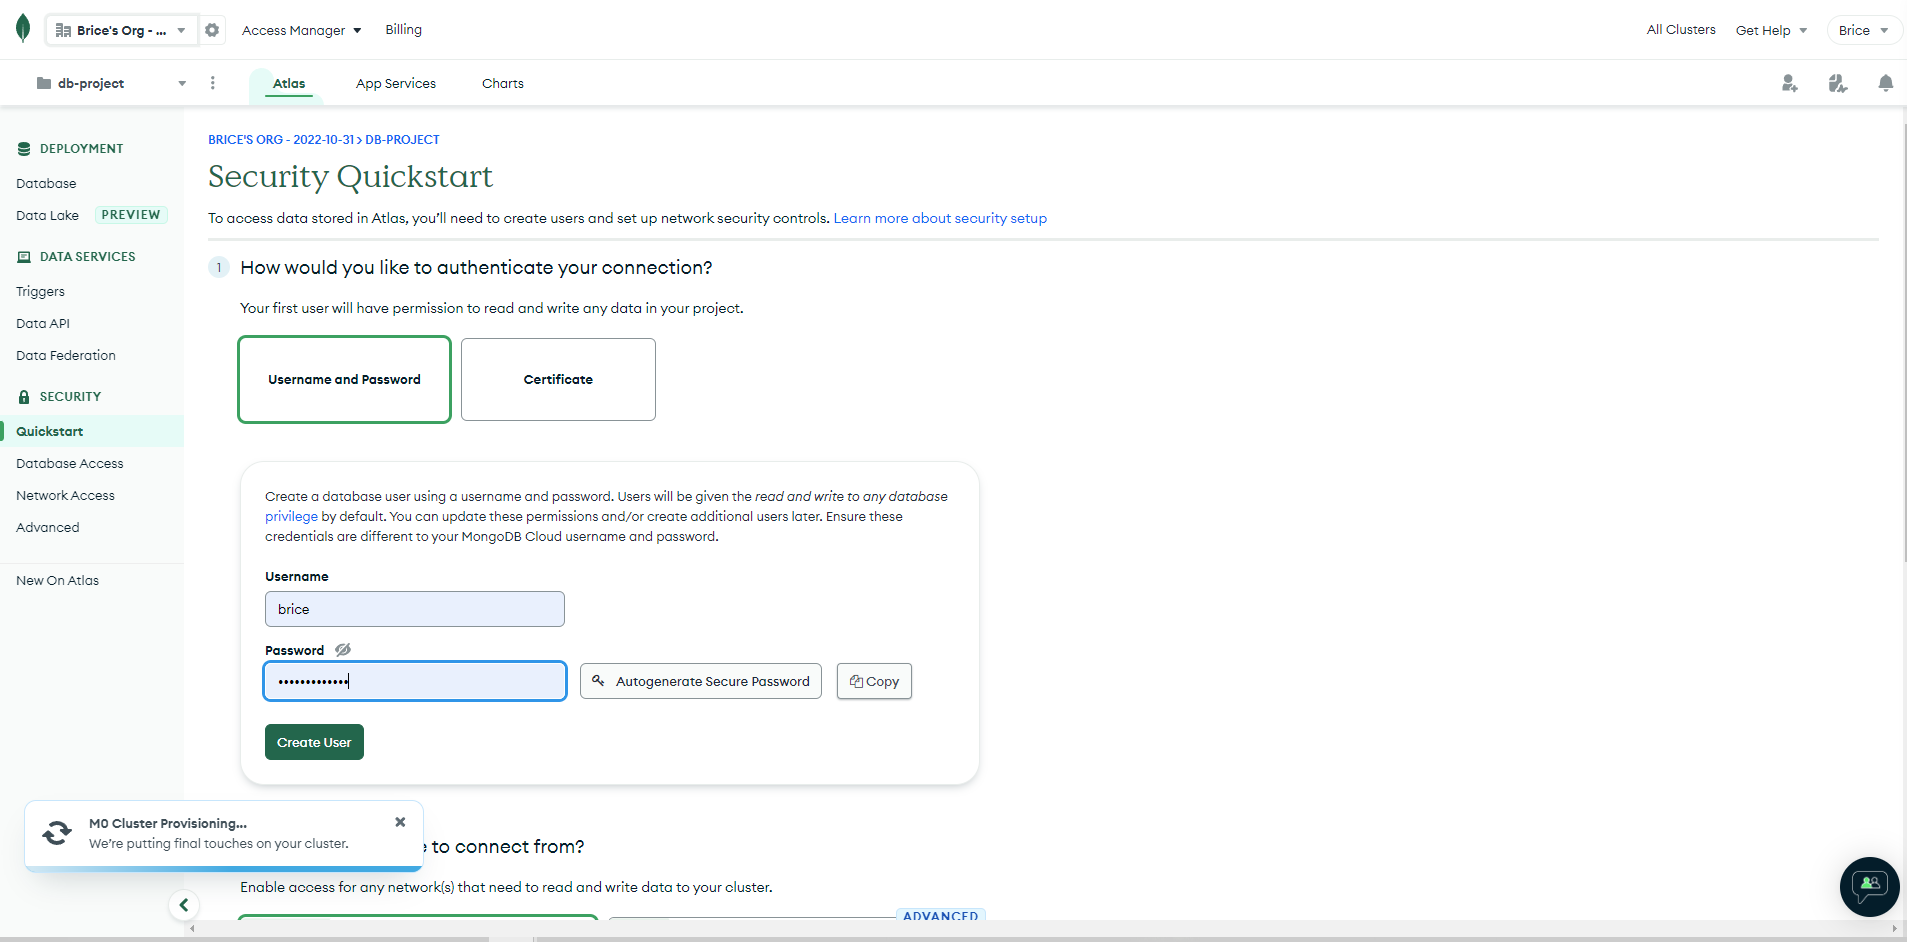 Brice's Org - ...
Access Manager
Billing
All Clusters
Get Help
Brice
db-project
Atlas
App Services
Charts
DEPLOYMENT
Database
Data Lake PREVIEW
DATA SERVICES
Triggers
Data API
Data Federation
SECURITY
Quickstart
Database Access
Network Access
Advanced
New On Atlas
BRICE'S ORG - 2022-10-31 > DB-PROJECT
Security Quickstart
To access data stored in Atlas, you’ll need to create users and set up network security controls. Learn more about security setup
1 How would you like to authenticate your connection?
Your first user will have permission to read and write any data in your project.
Username and Password
Certificate
Create a database user using a username and password. Users will be given the read and write to any database
privilege by default. You can update these permissions and/or create additional users later. Ensure these
credentials are different to your MongoDB Cloud username and password.
Username
brice
Password
•••••••••••••
Autogenerate Secure Password
Copy
Create User
M0 Cluster Provisioning...
We’re putting final touches on your cluster.
to connect from?
Enable access for any network(s) that need to read and write data to your cluster.
ADVANCED